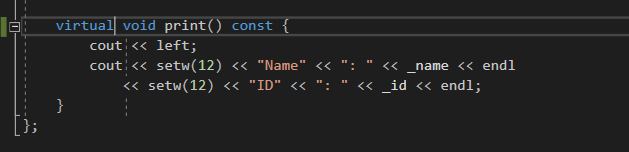 virtual void print() const {
cout << left;
cout << setw(12) << "Name" << ": " << _name << endl
<< setw(12) << "ID" << ": " << _id << endl;
}
};